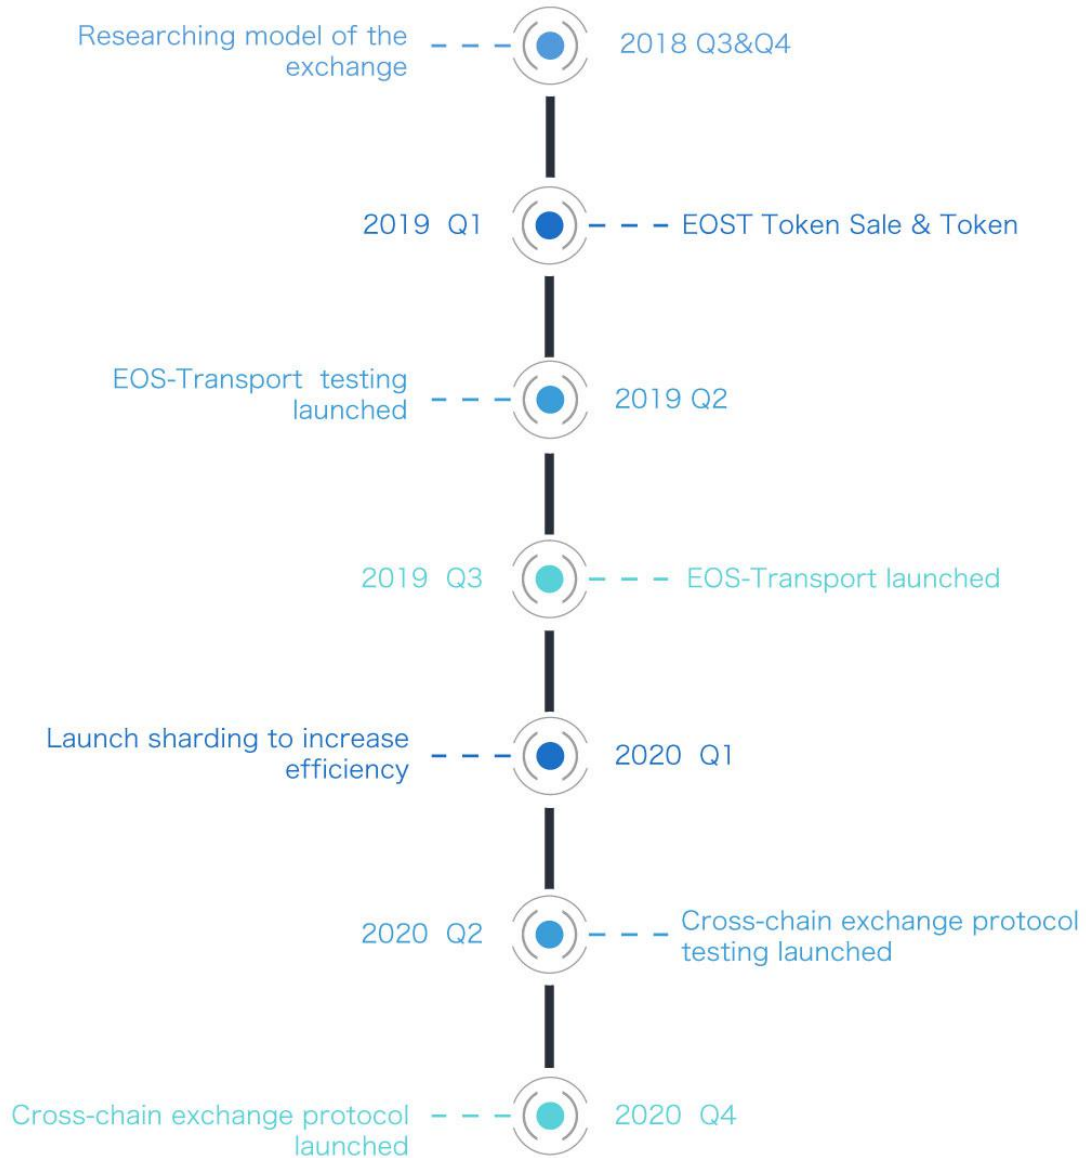 Researching model of the
exchange
2018 Q3&Q4
2019 Q1
EOST Token Sale & Token
EOS-Transport testing
launched
2019 Q2
2019 Q3
EOS-Transport launched
Launch sharding to increase
efficiency
2020 Q1
2020 Q2
Cross-chain exchange protocol
testing launched
Cross-chain exchange protocol
launched
2020 Q4